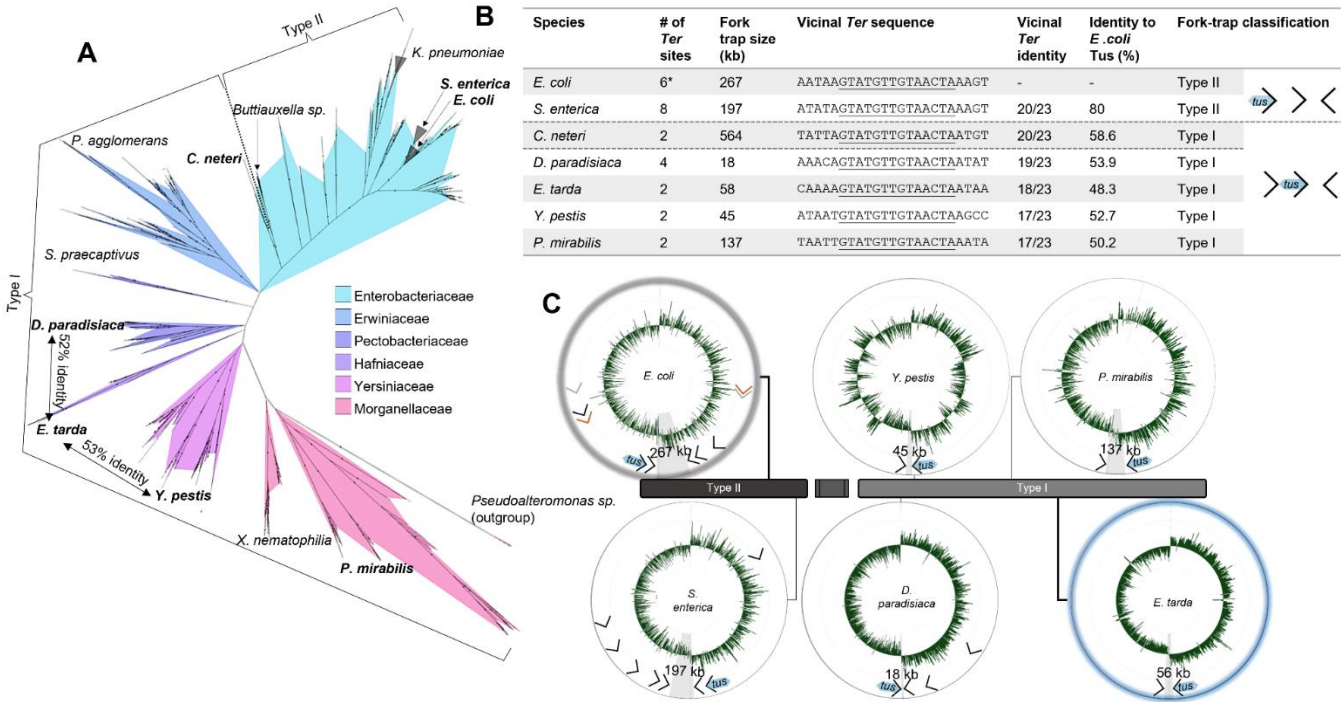 A
Type II
K. pneumoniae
S. enterica
E. coli
Buttiauxella sp.
P. agglomerans
C. neteri
S. praecaptivus
Type I
D. paradisiaca
52% identity
E. tarda
53% identity
Y. pestis
X. nematophilia
P. mirabilis
Pseudoalteromonas sp.
(outgroup)
Enterobacteriaceae
Erwiniaceae
Pectobacteriaceae
Hafniaceae
Yersiniaceae
Morganellaceae
B
Species # of Ter sites Fork trap size (kb) Vicinal Ter sequence Vicinal Ter identity Identity to E .coli Tus (%) Fork-trap classification
E. coli 6* 267 AATAAGTATGTTGTAACTAAAGT - - Type II
S. enterica 8 197 ATATAGTATGTTGTAACTAAAGT 20/23 80 Type II
tus
C. neteri 2 564 TATTAGTATGTTGTAACTAATGT 20/23 58.6 Type I
D. paradisiaca 4 18 AAACAGTATGTTGTAACTAATAT 19/23 53.9 Type I
E. tarda 2 58 CAAAAGTATGTTGTAACTAATAA 18/23 48.3 Type I
tus
Y. pestis 2 45 ATAATGTATGTTGTAACTAAGCC 17/23 52.7 Type I
P. mirabilis 2 137 TAATTGTATGTTGTAACTAAATA 17/23 50.2 Type I
C
E. coli
267 kb
tus
Y. pestis
45 kb
tus
P. mirabilis
137 kb
tus
Type II
Type I
S. enterica
197 kb
tus
D. paradisiaca
18 kb
tus
E. tarda
56 kb
tus